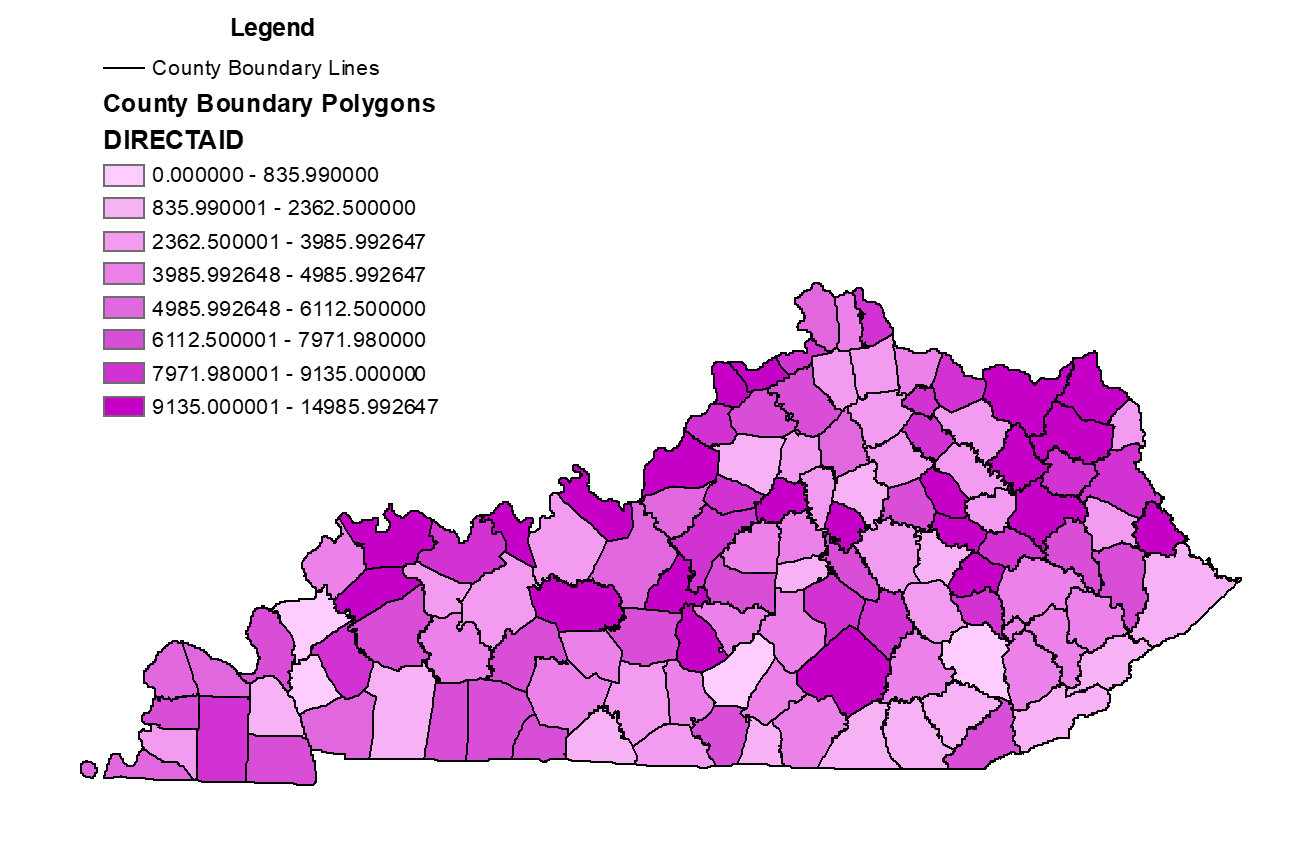 Legend
County Boundary Lines
County Boundary Polygons
DIRECTAID
0.000000 - 835.990000
835.990001 - 2362.500000
2362.500001 - 3985.992647
3985.992648 - 4985.992647
4985.992648 - 6112.500000
6112.500001 - 7971.980000
7971.980001 - 9135.000000
9135.000001 - 14985.992647